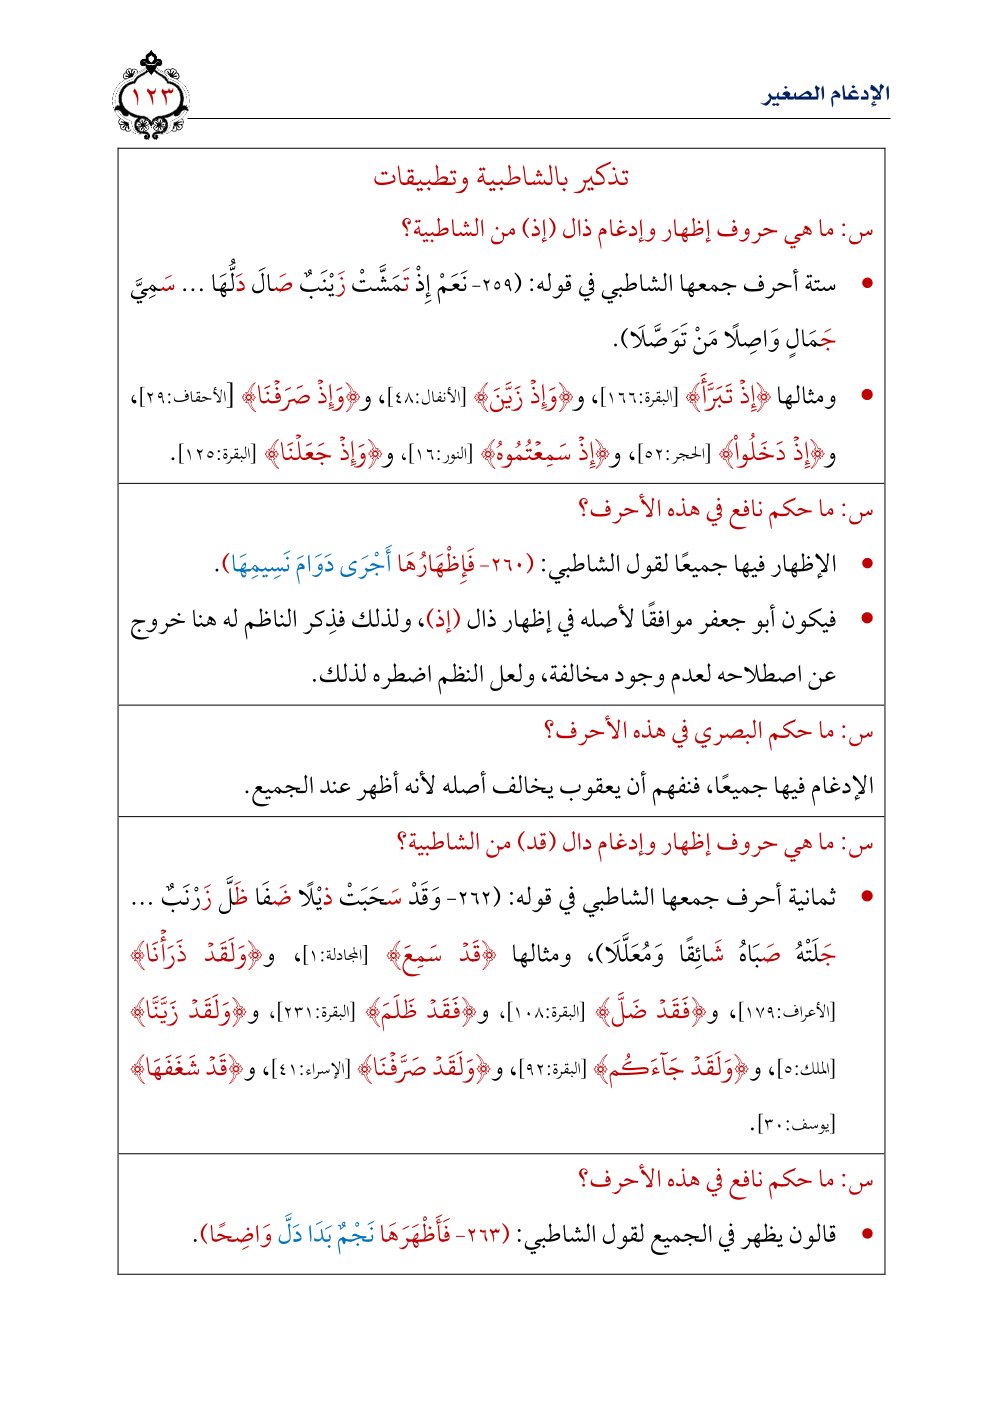 الإدغام الصغير
١٢٣
تذكير بالشاطبية وتطبيقات
س: ما هي حروف إظهار وإدغام ذال (إذ) من الشاطبية؟
• ستة أحرف جمعها الشاطبي في قوله: (٢٥٩- نَعَمْ إِذْ تَمَشَّتْ زَيْنَبٌ صَالَ دَلُّهَا ... سَمِيَّ
جَمَالٍ وَاصِلًا مَنْ تَوَصَّلَا).
• ومثالها ﴿إِذۡ تَبَرَّأَ﴾ [البقرة:١٦٦]، و﴿وَإِذۡ زَيَّنَ﴾ [الأنفال:٤٨]، و﴿وَإِذۡ صَرَفۡنَا﴾ [الأحقاف:٢٩]،
و﴿إِذۡ دَخَلُواْ﴾ [الحجر:٥٢]، و﴿إِذۡ سَمِعۡتُمُوهُ﴾ [النور:١٦]، و﴿وَإِذۡ جَعَلۡنَا﴾ [البقرة:١٢٥].
س: ما حكم نافع في هذه الأحرف؟
• الإظهار فيها جميعًا لقول الشاطبي: (٢٦٠- فَإِظْهَارُهَا أَجْرَى دَوَامَ نَسِيمِهَا).
• فيكون أبو جعفر موافقًا لأصله في إظهار ذال (إذ)، ولذلك فذِكر الناظم له هنا خروج
عن اصطلاحه لعدم وجود مخالفة، ولعل النظم اضطره لذلك.
س: ما حكم البصري في هذه الأحرف؟
الإدغام فيها جميعًا، فنفهم أن يعقوب يخالف أصله لأنه أظهر عند الجميع.
س: ما هي حروف إظهار وإدغام دال (قد) من الشاطبية؟
• ثمانية أحرف جمعها الشاطبي في قوله: (٢٦٢- وَقَدْ سَحَبَتْ ذَيْلًا ضَفَا ظَلَّ زَرْنَبٌ ...
جَلَتْهُ صَبَاهُ شَائِقًا وَمُعَلَّلَا)، ومثالها ﴿قَدۡ سَمِعَ﴾ [المجادلة:١]، و﴿وَلَقَدۡ ذَرَأۡنَا﴾
[الأعراف:١٧٩]، و﴿فَقَدۡ ضَلَّ﴾ [البقرة:١٠٨]، و﴿فَقَدۡ ظَلَمَ﴾ [البقرة:٢٣١]، و﴿وَلَقَدۡ زَيَّنَّا﴾
[الملك:٥]، و﴿وَلَقَدۡ جَآءَكُم﴾ [البقرة:٩٢]، و﴿وَلَقَدۡ صَرَّفۡنَا﴾ [الإسراء:٤١]، و﴿قَدۡ شَغَفَهَا﴾
[يوسف:٣٠].
س: ما حكم نافع في هذه الأحرف؟
• قالون يظهر في الجميع لقول الشاطبي: (٢٦٣- فَأَظْهَرَهَا نَجْمٌ بَدَا دَلَّ وَاضِحًا).